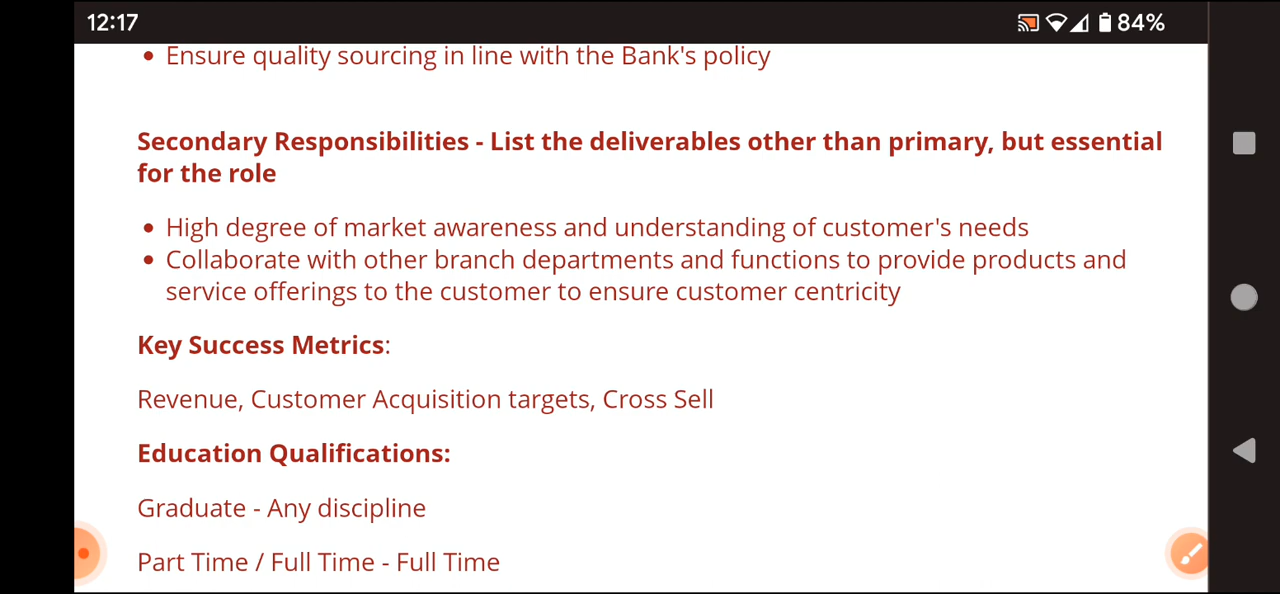 12:17
84%
Ensure quality sourcing in line with the Bank's policy
Secondary Responsibilities - List the deliverables other than primary, but essential
for the role
High degree of market awareness and understanding of customer's needs
Collaborate with other branch departments and functions to provide products and
service offerings to the customer to ensure customer centricity
Key Success Metrics:
Revenue, Customer Acquisition targets, Cross Sell
Education Qualifications:
Graduate - Any discipline
Part Time / Full Time - Full Time